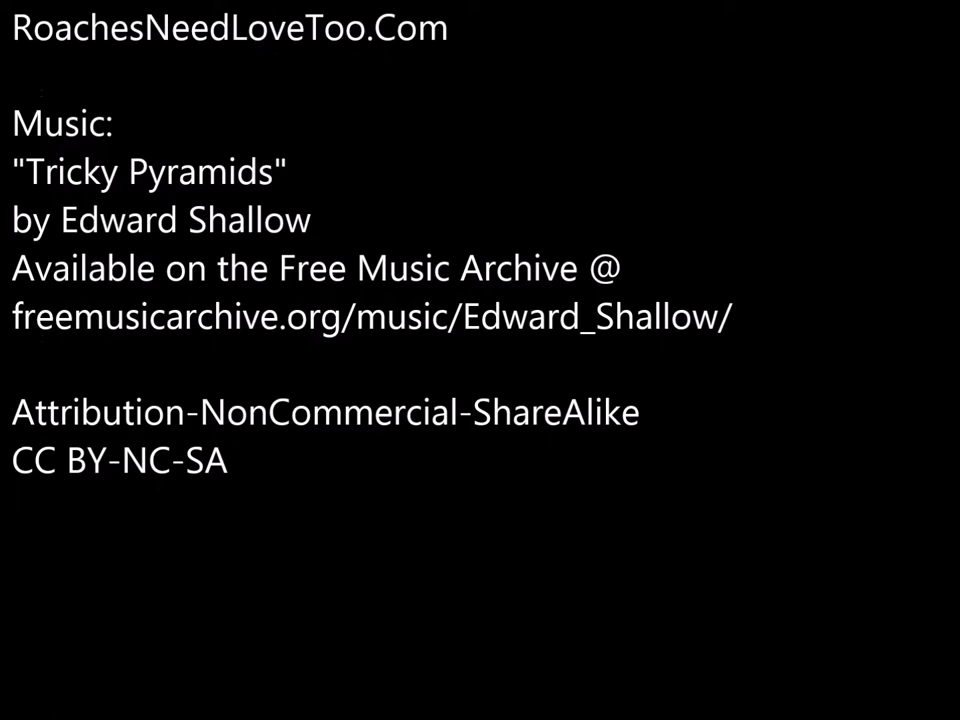 RoachesNeedLoveToo.Com
Music:
"Tricky Pyramids"
by Edward Shallow
Available on the Free Music Archive @
freemusicarchive.org/music/Edward_Shallow/
Attribution-NonCommercial-ShareAlike
CC BY-NC-SA